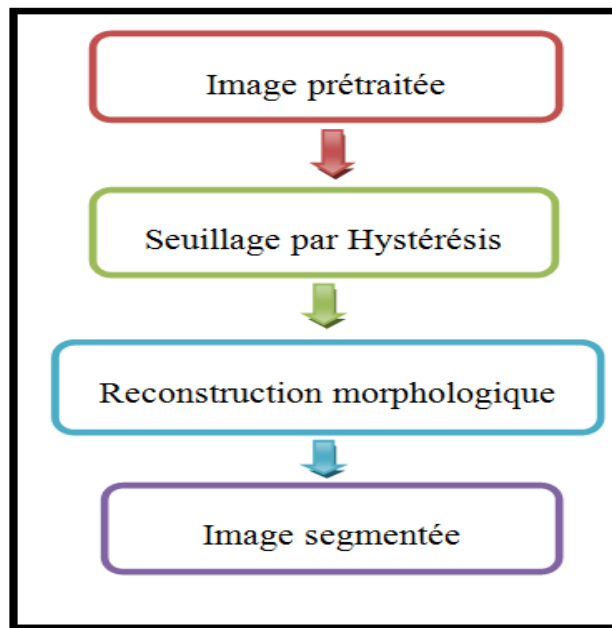 Image prétraitée
Seuillage par Hystérésis
Reconstruction morphologique
Image segmentée